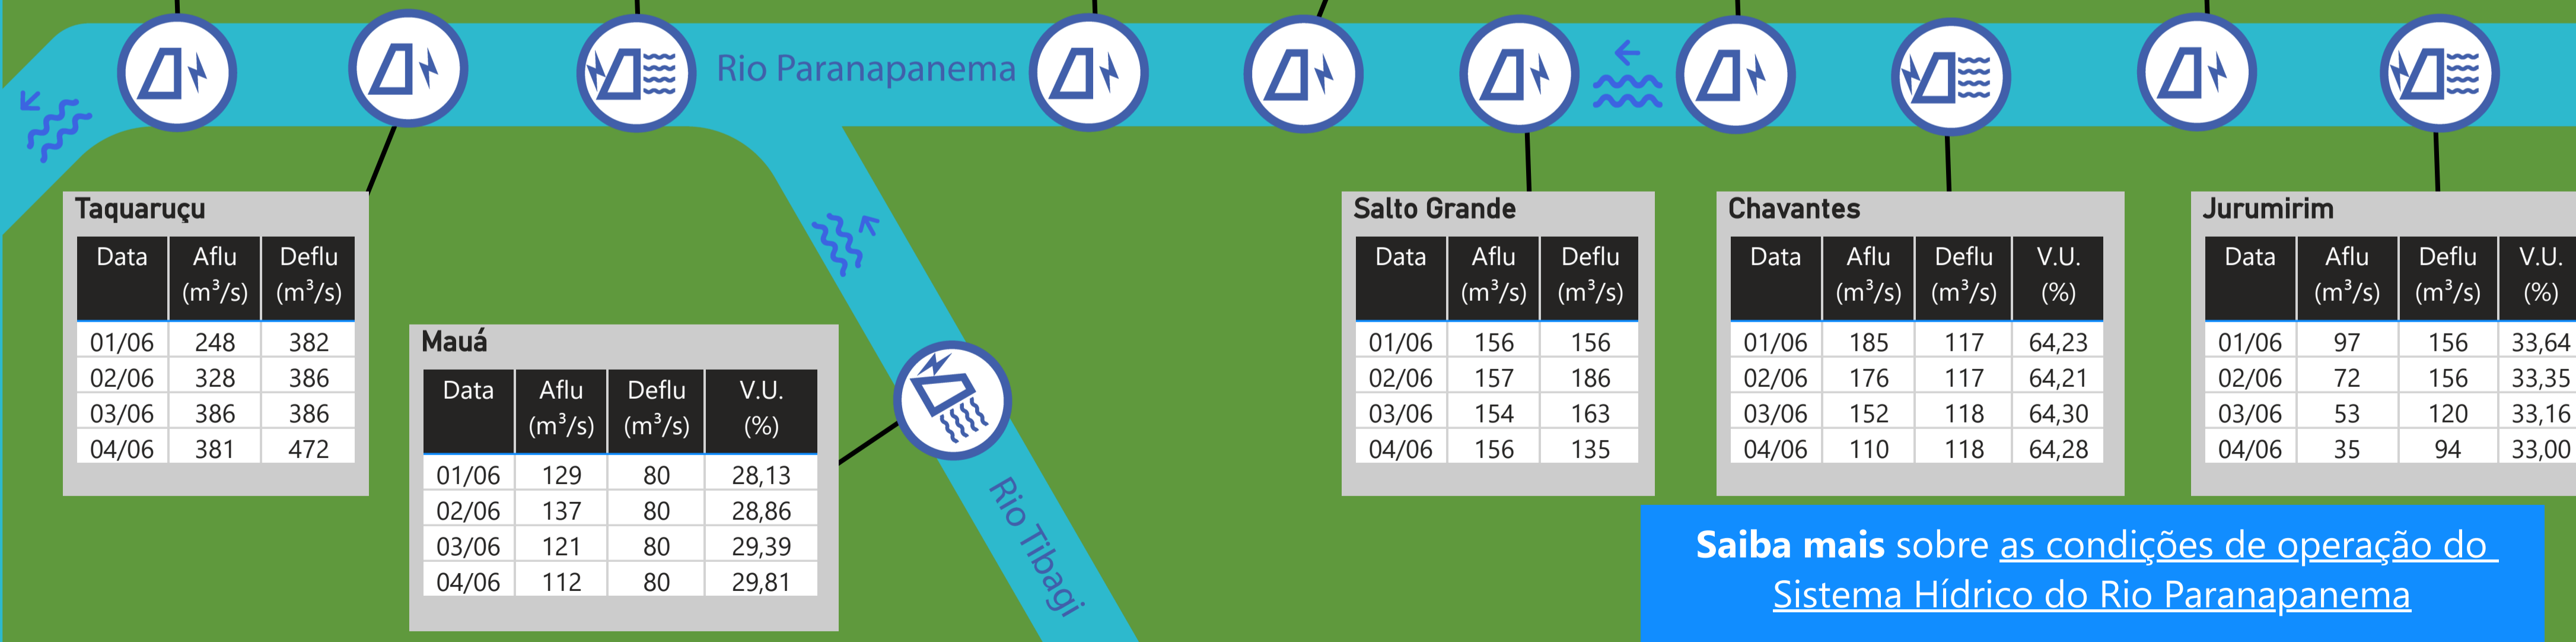 Rio Paranapanema
Taquaruçu
Data Aflu (m³/s) Deflu (m³/s)
01/06 248 382
02/06 328 386
03/06 386 386
04/06 381 472
Mauá
Data Aflu (m³/s) Deflu (m³/s) V.U. (%)
01/06 129 80 28,13
02/06 137 80 28,86
03/06 121 80 29,39
04/06 112 80 29,81
Rio Tibagi
Salto Grande
Data Aflu (m³/s) Deflu (m³/s)
01/06 156 156
02/06 157 186
03/06 154 163
04/06 156 135
Chavantes
Data Aflu (m³/s) Deflu (m³/s) V.U. (%)
01/06 185 117 64,23
02/06 176 117 64,21
03/06 152 118 64,30
04/06 110 118 64,28
Jurumirim
Data Aflu (m³/s) Deflu (m³/s) V.U. (%)
01/06 97 156 33,64
02/06 72 156 33,35
03/06 53 120 33,16
04/06 35 94 33,00
Saiba mais sobre as condições de operação do
Sistema Hídrico do Rio Paranapanema